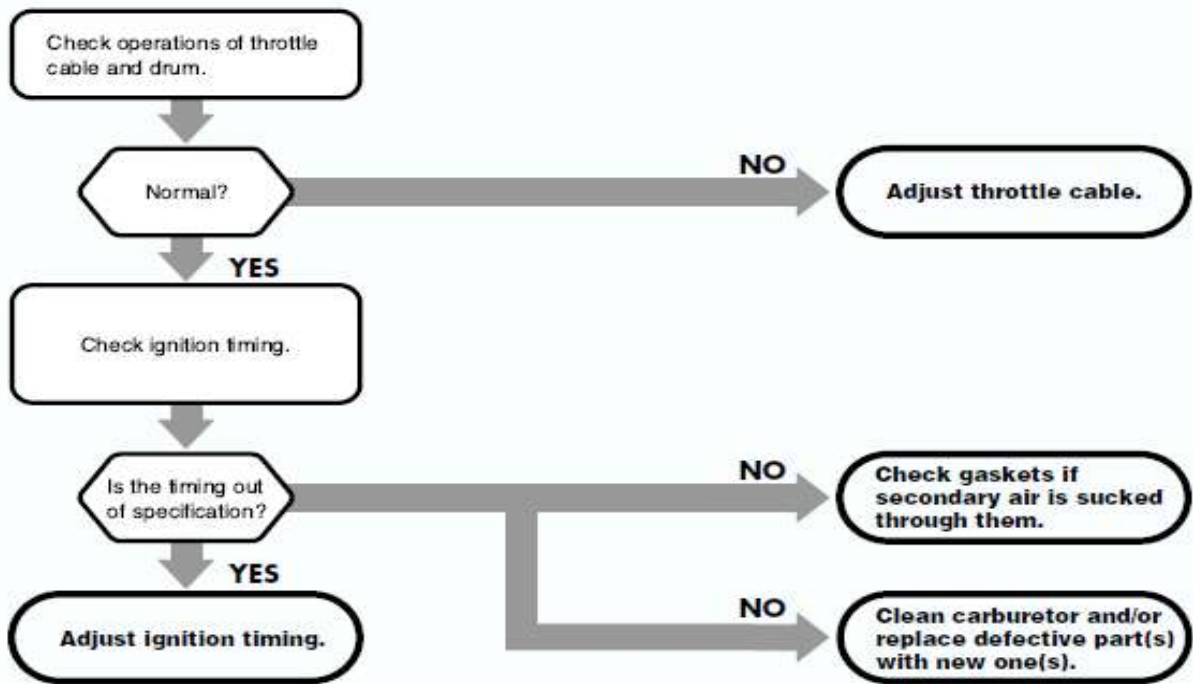 Check operations of throttle
cable and drum.
Normal?
NO
Adjust throttle cable.
YES
Check ignition timing.
Is the timing out
of specification?
NO
Check gaskets if
secondary air is sucked
through them.
YES
Adjust ignition timing.
NO
Clean carburetor and/or
replace defective part(s)
with new one(s).